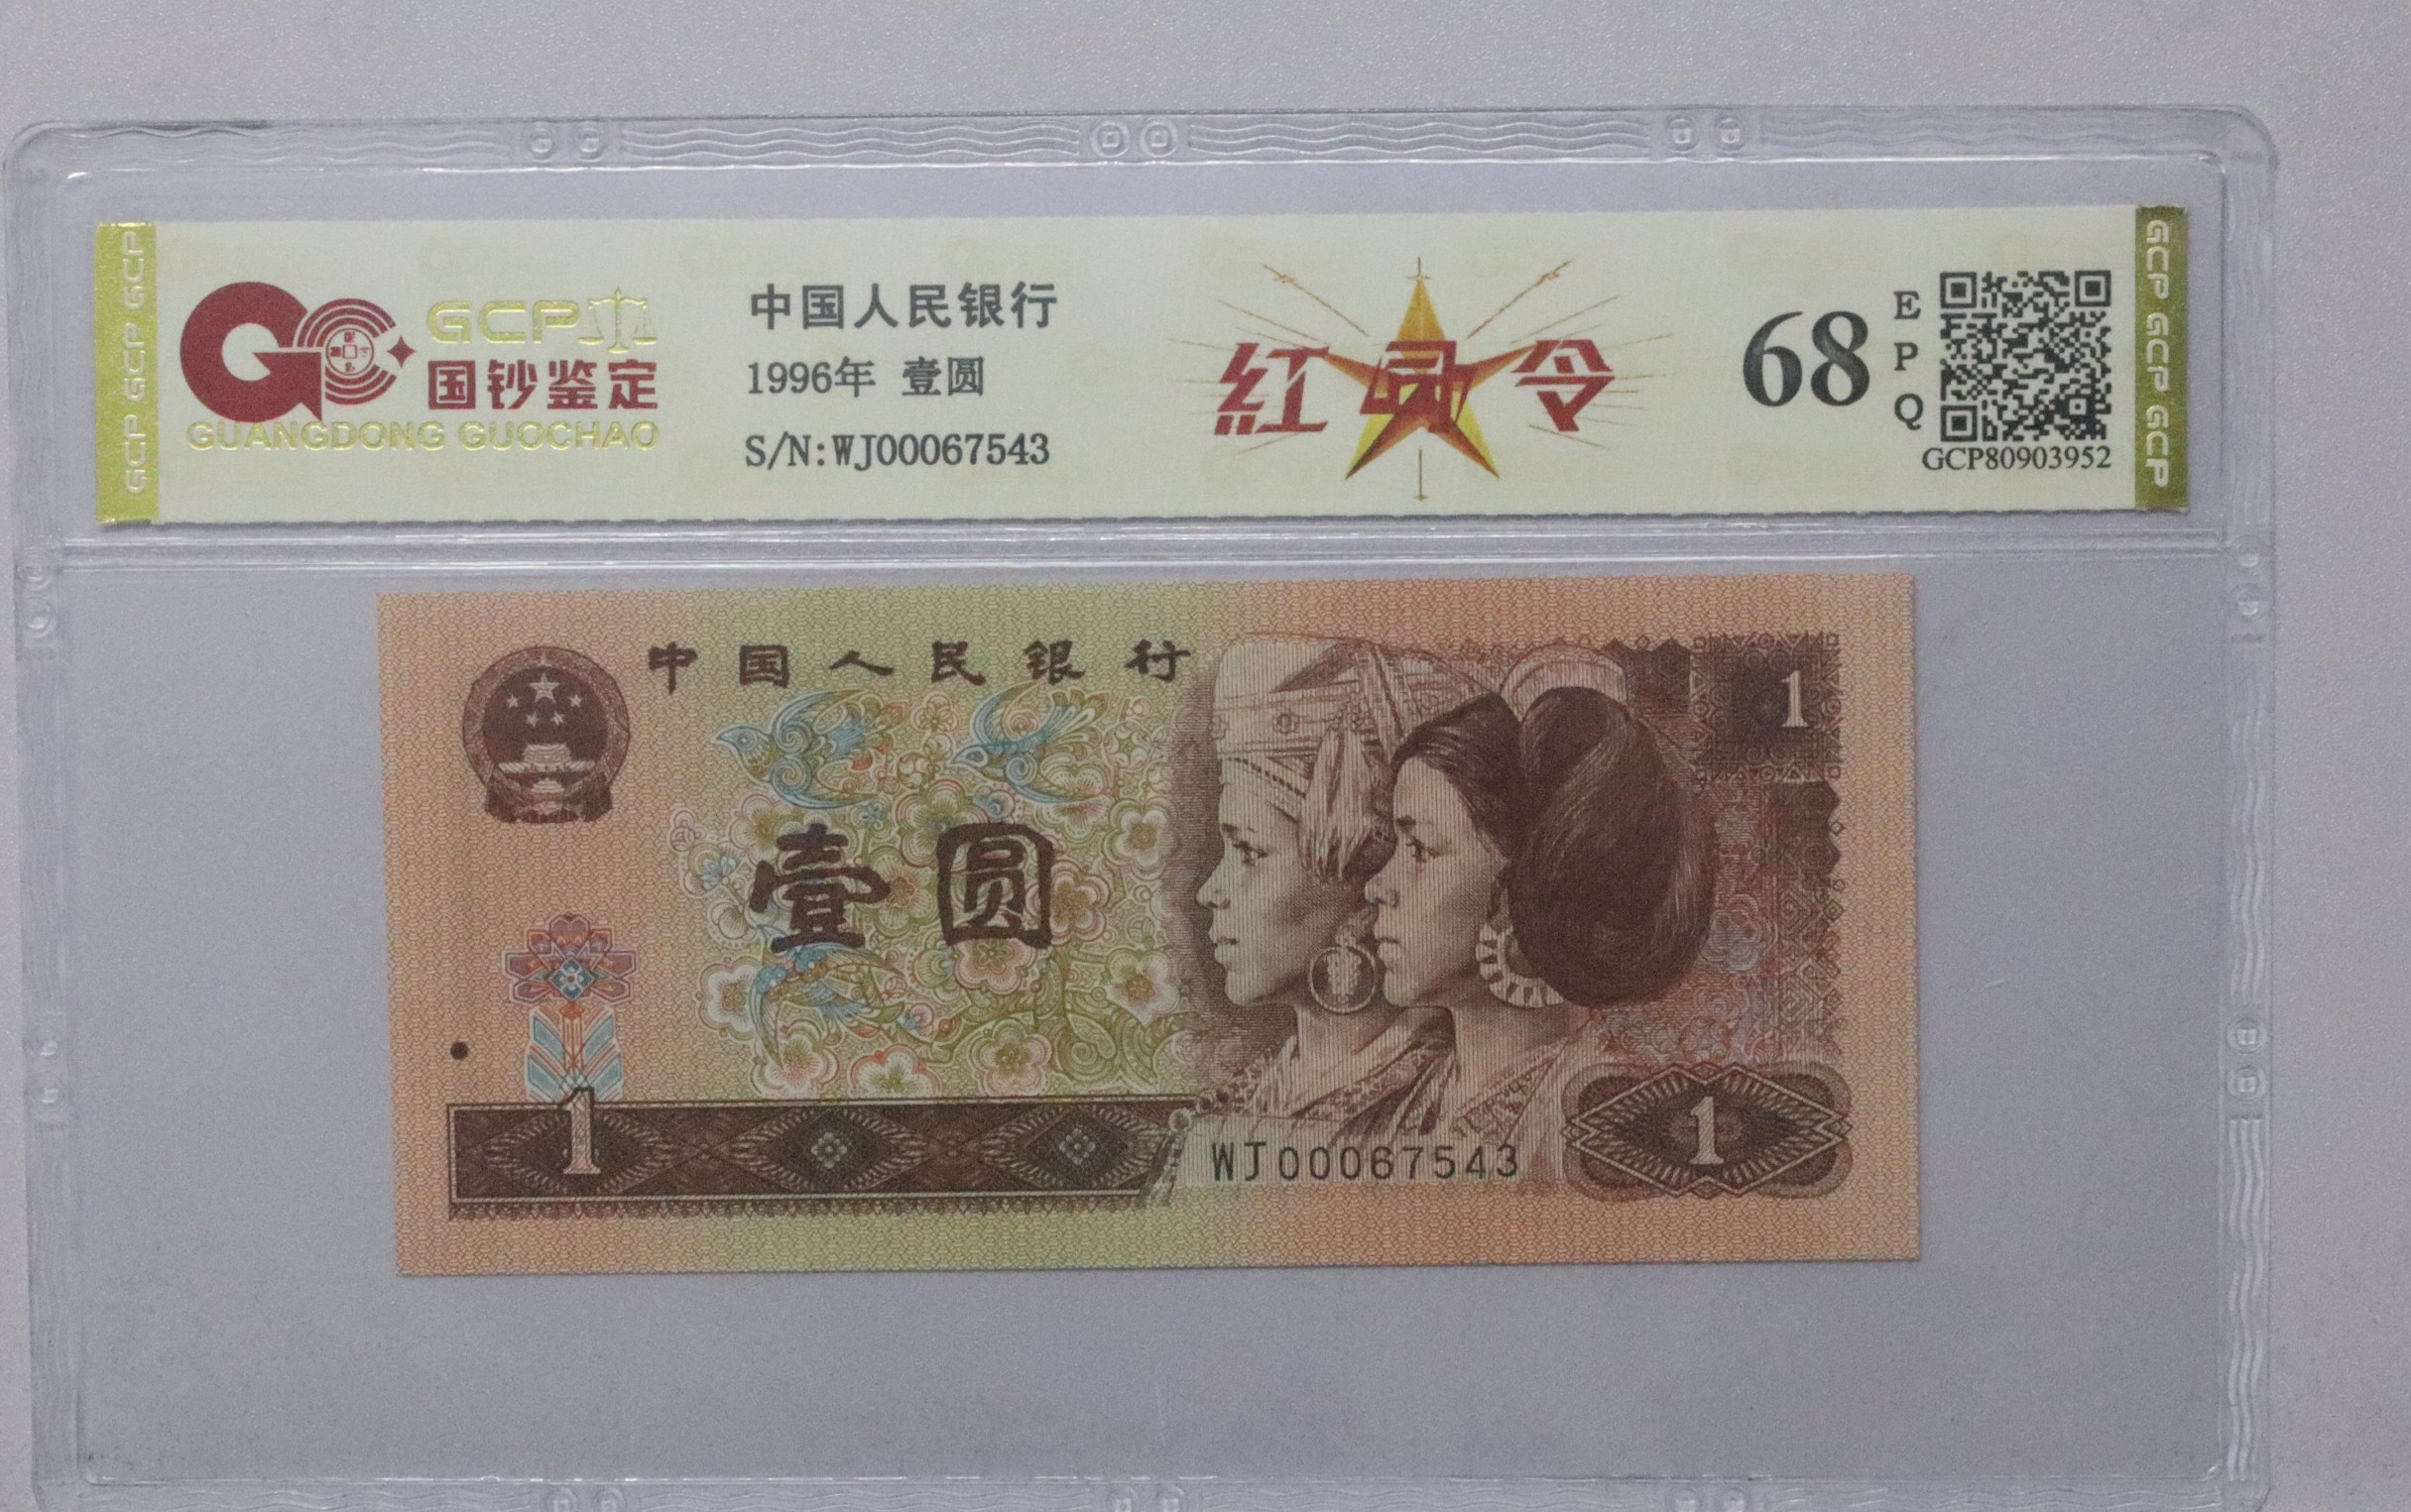 GCP GCP GCP
GCP
国钞鉴定
GUANGDONG GUOCHAO
中国人民银行
1996年 壹圆
S/N:WJ00067543
紅 令
68
E
P
Q
GCP80903952
GCP GCP GCP GCP
中国人民银行
1
壹圆
1
WJ00067543
1